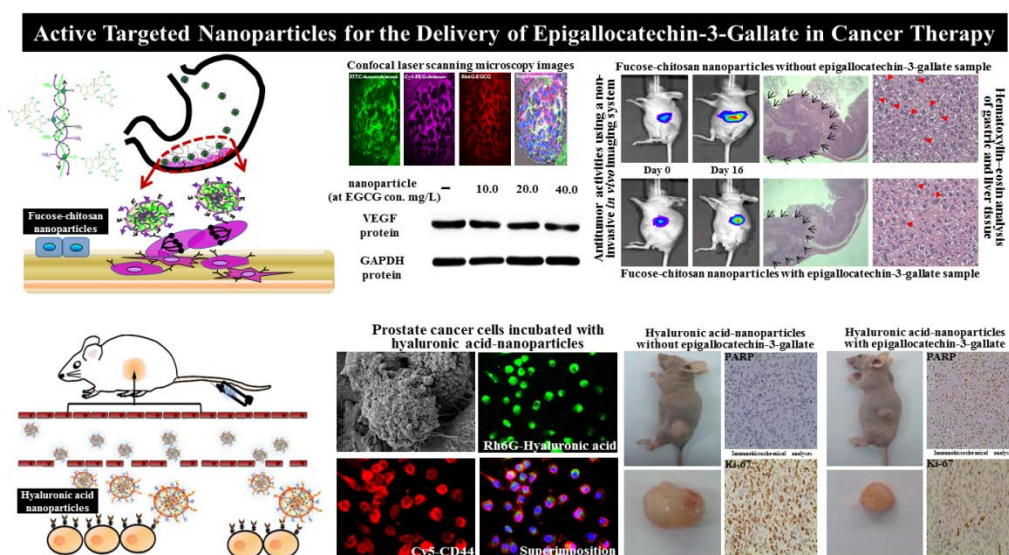 Active Targeted Nanoparticles for the Delivery of Epigallocatechin-3-Gallate in Cancer Therapy
Confocal laser scanning microscopy images
Fucose-chitosan
nanoparticles
nanoparticle
(at EGCG con. mg/L)
– 10.0 20.0 40.0
VEGF
protein
GAPDH
protein
Antitumor activities using a non-
invasive in vivo imaging system
Fucose-chitosan nanoparticles without epigallocatechin-3-gallate sample
Day 0 Day 16
Fucose-chitosan nanoparticles with epigallocatechin-3-gallate sample
Hematoxylin–eosin analysis
of gastric and liver tissue
Hyaluronic acid
nanoparticles
Prostate cancer cells incubated with
hyaluronic acid-nanoparticles
RhoG-Hyaluronic acid
Cy5-CD44
Superimposition
Hyaluronic acid-nanoparticles
without epigallocatechin-3-gallate
PARP
Immunohistochemical analyses
Ki-67
Hyaluronic acid-nanoparticles
with epigallocatechin-3-gallate
PARP
Immunohistochemical analyses
Ki-67